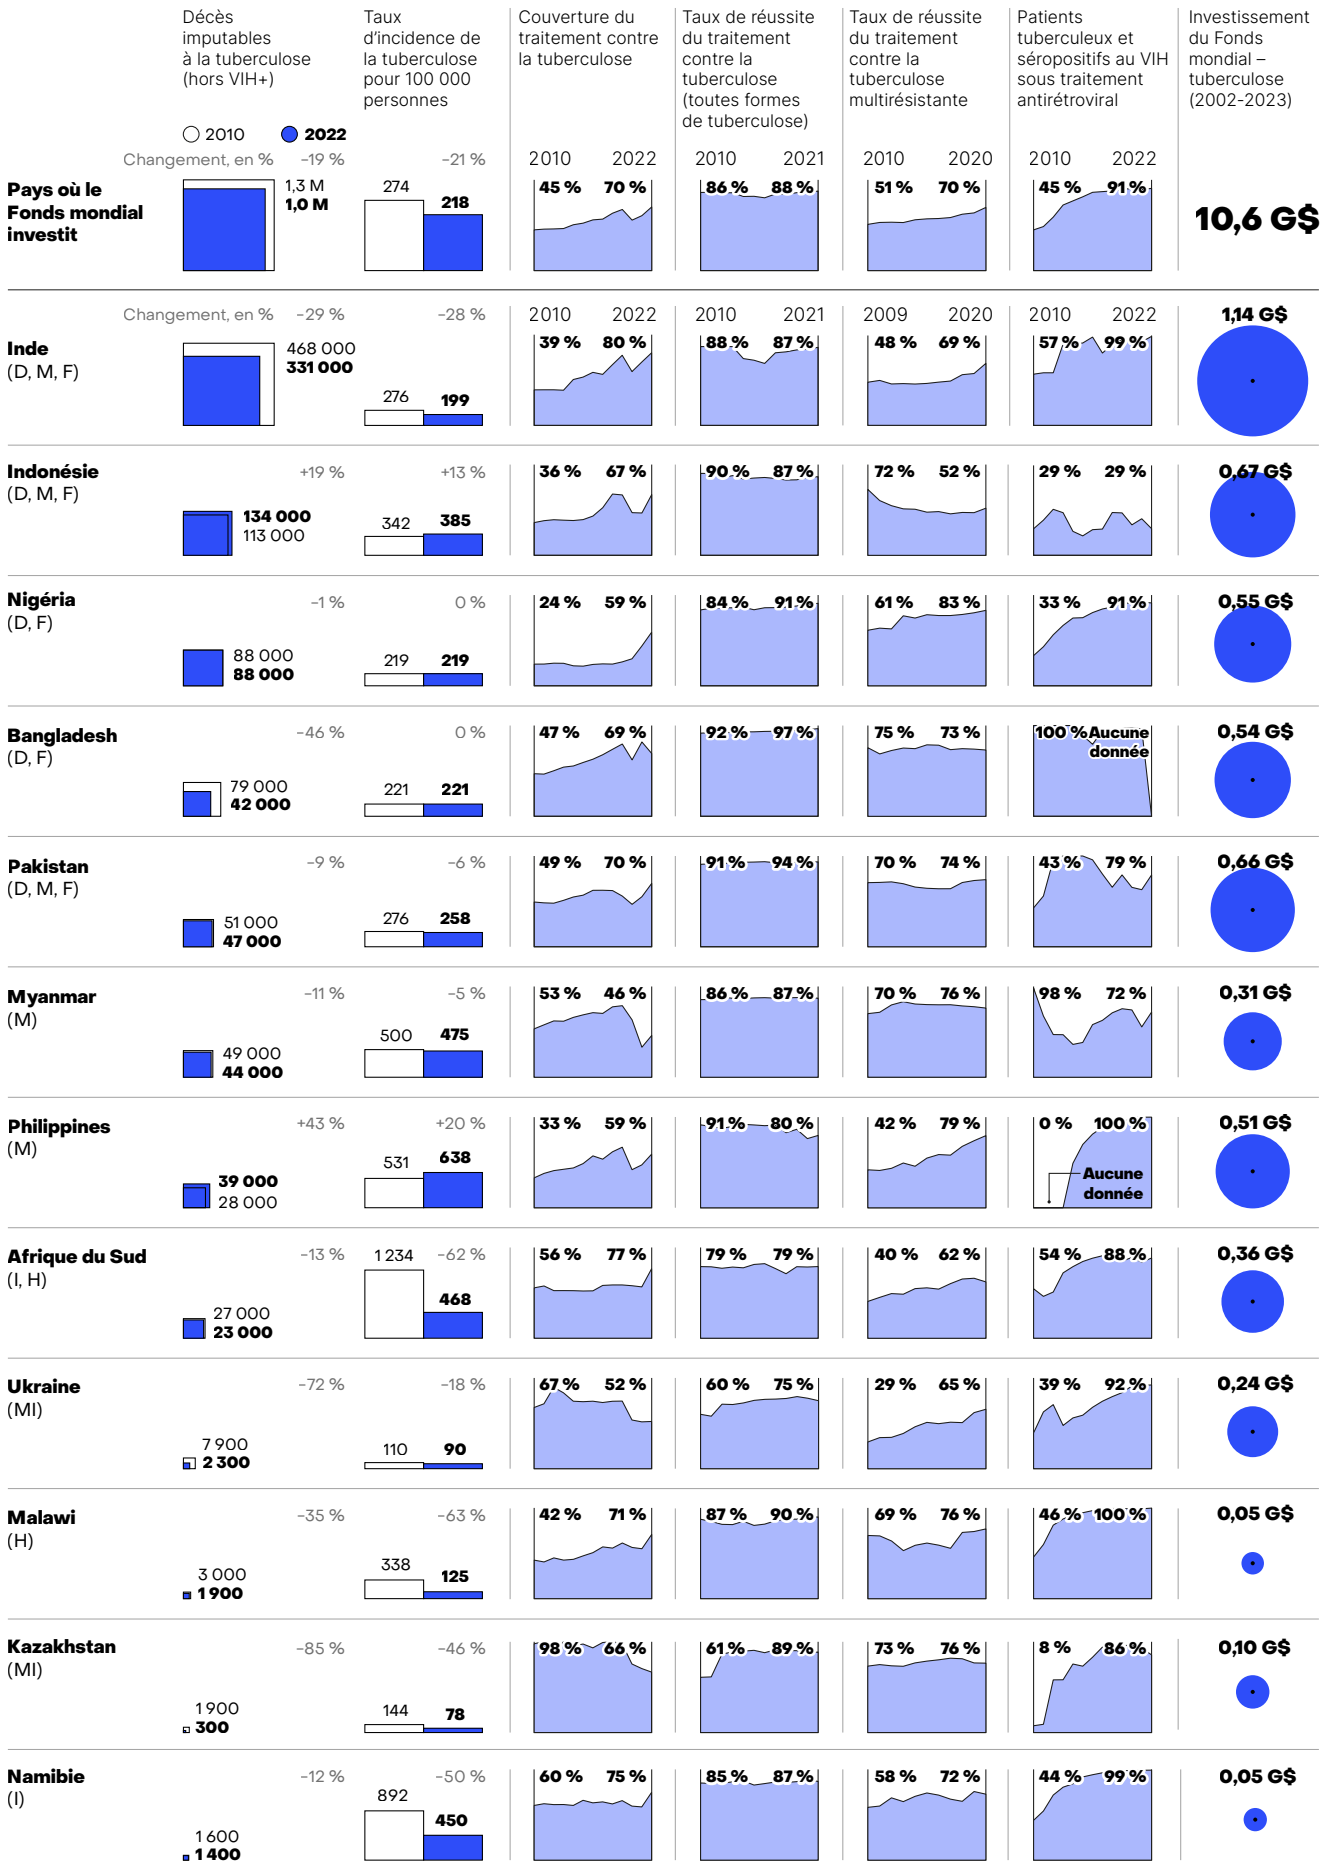 Décès
imputables
à la tuberculose
(hors VIH+)
Taux
d’incidence de
la tuberculose
pour 100 000
personnes
Couverture du
traitement contre
la tuberculose
Taux de réussite
du traitement
contre la
tuberculose
(toutes formes
de tuberculose)
Taux de réussite
du traitement
contre la
tuberculose
multirésistante
Patients
tuberculeux et
séropositifs au VIH
sous traitement
antirétroviral
Investissement
du Fonds
mondial –
tuberculose
(2002-2023)
2010 2022
Changement, en % -19 % -21 % 2010 2022 2010 2021 2010 2020 2010 2022
Pays où le
Fonds mondial
investit
1,3 M
1,0 M
274 218
45 % 70 % 86 % 88 % 51 % 70 % 45 % 91 %
10,6 G$
Changement, en % -29 % -28 % 2010 2022 2010 2021 2009 2020 2010 2022 1,14 G$
Inde
(D, M, F)
468 000
331 000
276 199
39 % 80 % 88 % 87 % 48 % 69 % 57 % 99 %
Indonésie
(D, M, F)
+19 % +13 % 36 % 67 % 90 % 87 % 72 % 52 % 29 % 29 % 0,67 G$
134 000
113 000
342 385
Nigéria
(D, F)
-1 % 0 % 24 % 59 % 84 % 91 % 61 % 83 % 33 % 91 % 0,55 G$
88 000
88 000
219 219
Bangladesh
(D, F)
-46 % 0 % 47 % 69 % 92 % 97 % 75 % 73 % 100 % Aucune
donnée
0,54 G$
79 000
42 000
221 221
Pakistan
(D, M, F)
-9 % -6 % 49 % 70 % 91 % 94 % 70 % 74 % 43 % 79 % 0,66 G$
51 000
47 000
276 258
Myanmar
(M)
-11 % -5 % 53 % 46 % 86 % 87 % 70 % 76 % 98 % 72 % 0,31 G$
49 000
44 000
500 475
Philippines
(M)
+43 % +20 % 33 % 59 % 91 % 80 % 42 % 79 % 0 % 100 % 0,51 G$
39 000
28 000
531 638
Aucune
donnée
Afrique du Sud
(I, H)
-13 % 1 234 -62 % 56 % 77 % 79 % 79 % 40 % 62 % 54 % 88 % 0,36 G$
27 000
23 000
468
Ukraine
(MI)
-72 % -18 % 67 % 52 % 60 % 75 % 29 % 65 % 39 % 92 % 0,24 G$
7 900
2 300
110 90
Malawi
(H)
-35 % -63 % 42 % 71 % 87 % 90 % 69 % 76 % 46 % 100 % 0,05 G$
3 000
1 900
338 125
Kazakhstan
(MI)
-85 % -46 % 98 % 66 % 61 % 89 % 73 % 76 % 8 % 86 % 0,10 G$
1 900
300
144 78
Namibie
(I)
-12 % -50 % 60 % 75 % 85 % 87 % 58 % 72 % 44 % 99 % 0,05 G$
1 600
1 400
892 450